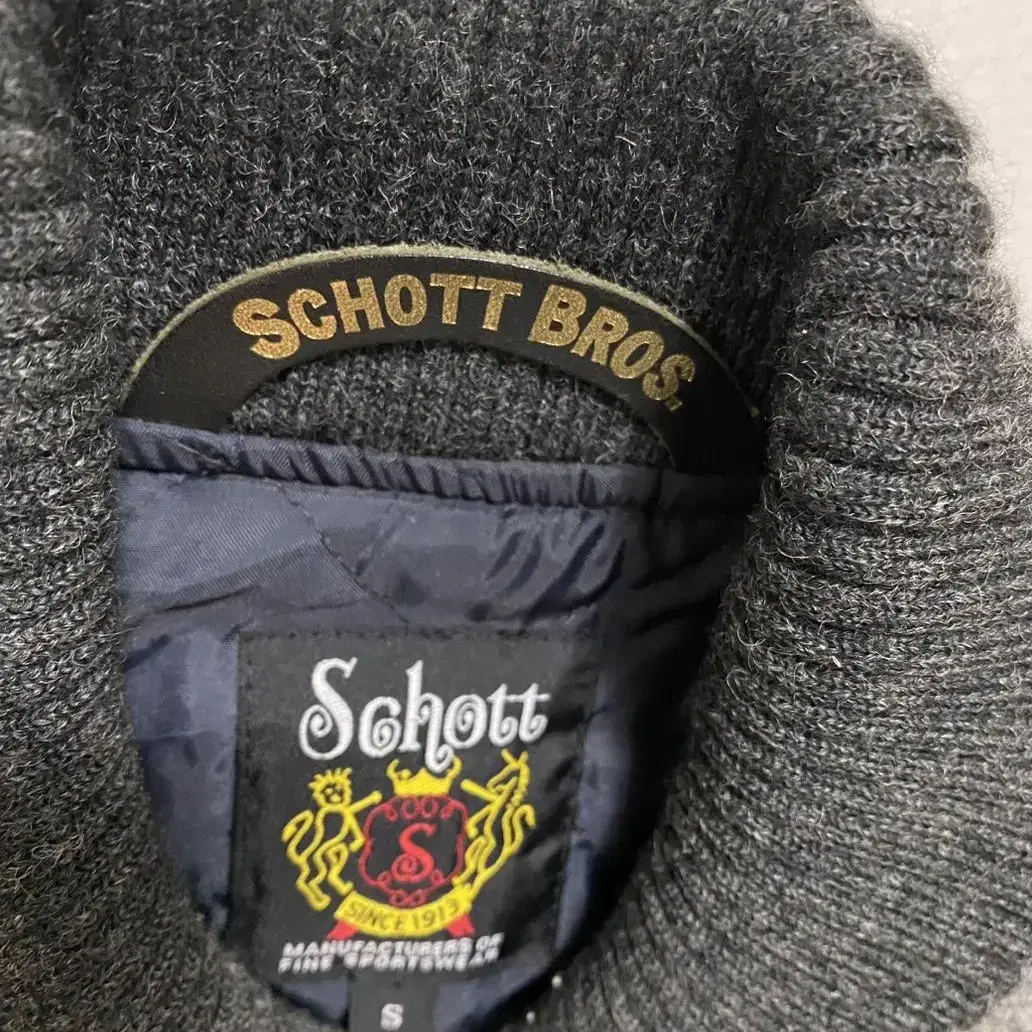 SCHOTT BROS.
Schott
S
SINCE 1913
MANUFACTURERS OF
FINE SPORTSWEAR
S